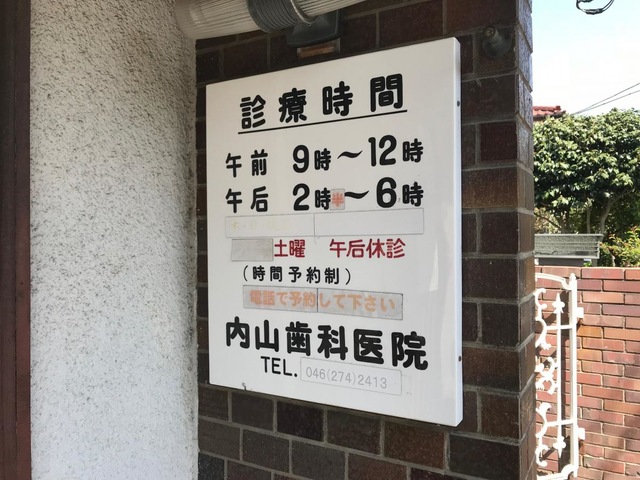 診療時間
午前 9時～12時
午后 2時半～6時
土曜 午后休診
（時間予約制）
電話で予約して下さい
内山歯科医院
TEL. 046(274)2413